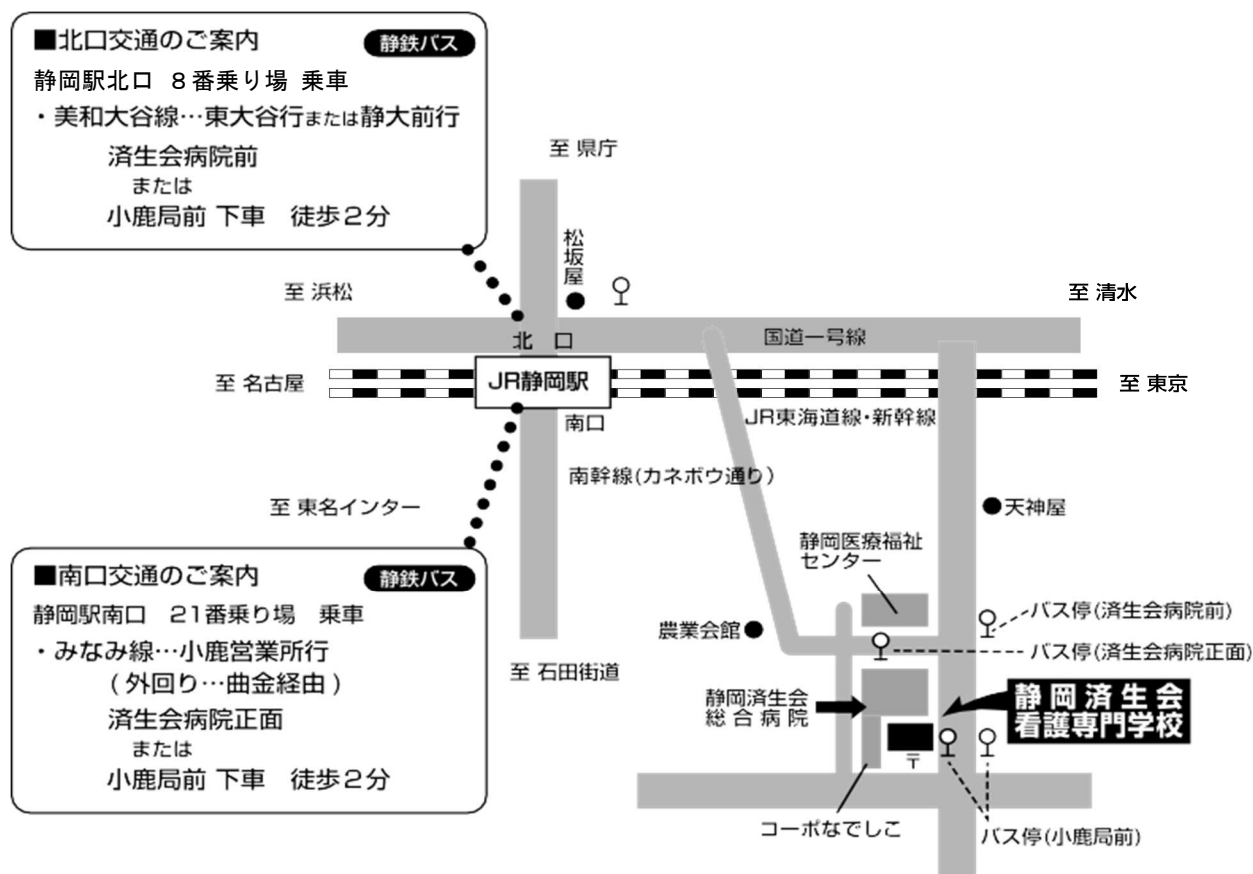 ■北口交通のご案内
静鉄バス
静岡駅北口 8番乗り場 乗車
・美和大谷線…東大谷行または静大前行
済生会病院前
または
小鹿局前 下車 徒歩2分
至 県庁
松坂屋
至 浜松
至 清水
国道一号線
北 口
至 名古屋
JR静岡駅
至 東京
南口
JR東海道線・新幹線
南幹線(カネボウ通り)
至 東名インター
天神屋
静岡医療福祉
センター
■南口交通のご案内
静鉄バス
静岡駅南口 21番乗り場 乗車
・みなみ線…小鹿営業所行
(外回り…曲金経由)
済生会病院正面
または
小鹿局前 下車 徒歩2分
農業会館
バス停(済生会病院前)
バス停(済生会病院正面)
至 石田街道
静岡済生会
総合病院
静岡済生会
看護専門学校
〒
コーポなでしこ
バス停(小鹿局前)